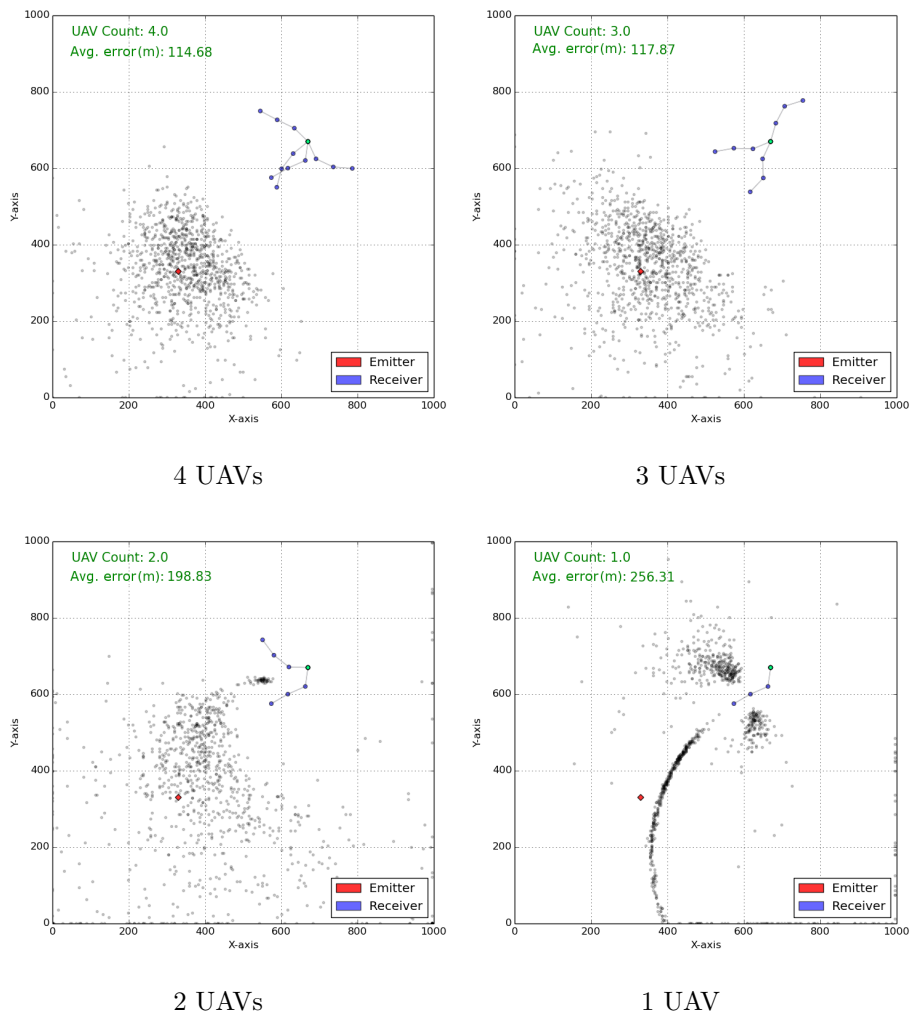 UAV Count: 4.0
Avg. error(m): 114.68
1000
800
600
400
200
0
Y-axis
0 200 400 600 800 1000
X-axis
Emitter
Receiver
4 UAVs
UAV Count: 3.0
Avg. error(m): 117.87
1000
800
600
400
200
0
Y-axis
0 200 400 600 800 1000
X-axis
Emitter
Receiver
3 UAVs
UAV Count: 2.0
Avg. error(m): 198.83
1000
800
600
400
200
0
Y-axis
0 200 400 600 800 1000
X-axis
Emitter
Receiver
2 UAVs
UAV Count: 1.0
Avg. error(m): 256.31
1000
800
600
400
200
0
Y-axis
0 200 400 600 800 1000
X-axis
Emitter
Receiver
1 UAV